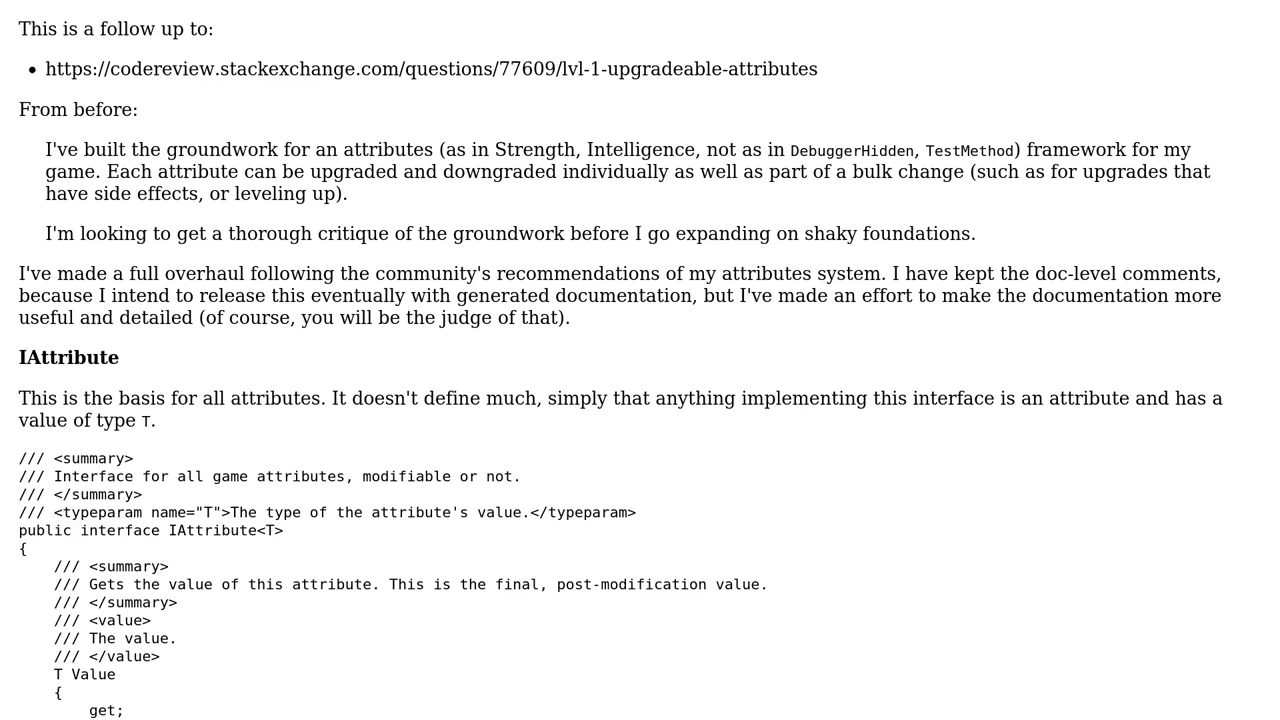 This is a follow up to:
• https://codereview.stackexchange.com/questions/77609/lvl-1-upgradeable-attributes
From before:
I've built the groundwork for an attributes (as in Strength, Intelligence, not as in DebuggerHidden, TestMethod) framework for my
game. Each attribute can be upgraded and downgraded individually as well as part of a bulk change (such as for upgrades that
have side effects, or leveling up).
I'm looking to get a thorough critique of the groundwork before I go expanding on shaky foundations.
I've made a full overhaul following the community's recommendations of my attributes system. I have kept the doc-level comments,
because I intend to release this eventually with generated documentation, but I've made an effort to make the documentation more
useful and detailed (of course, you will be the judge of that).
IAttribute
This is the basis for all attributes. It doesn't define much, simply that anything implementing this interface is an attribute and has a
value of type T.
/// <summary>
/// Interface for all game attributes, modifiable or not.
/// </summary>
/// <typeparam name="T">The type of the attribute's value.</typeparam>
public interface IAttribute<T>
{
    /// <summary>
    /// Gets the value of this attribute. This is the final, post-modification value.
    /// </summary>
    /// <value>
    /// The value.
    /// </value>
    T Value
    {
        get;